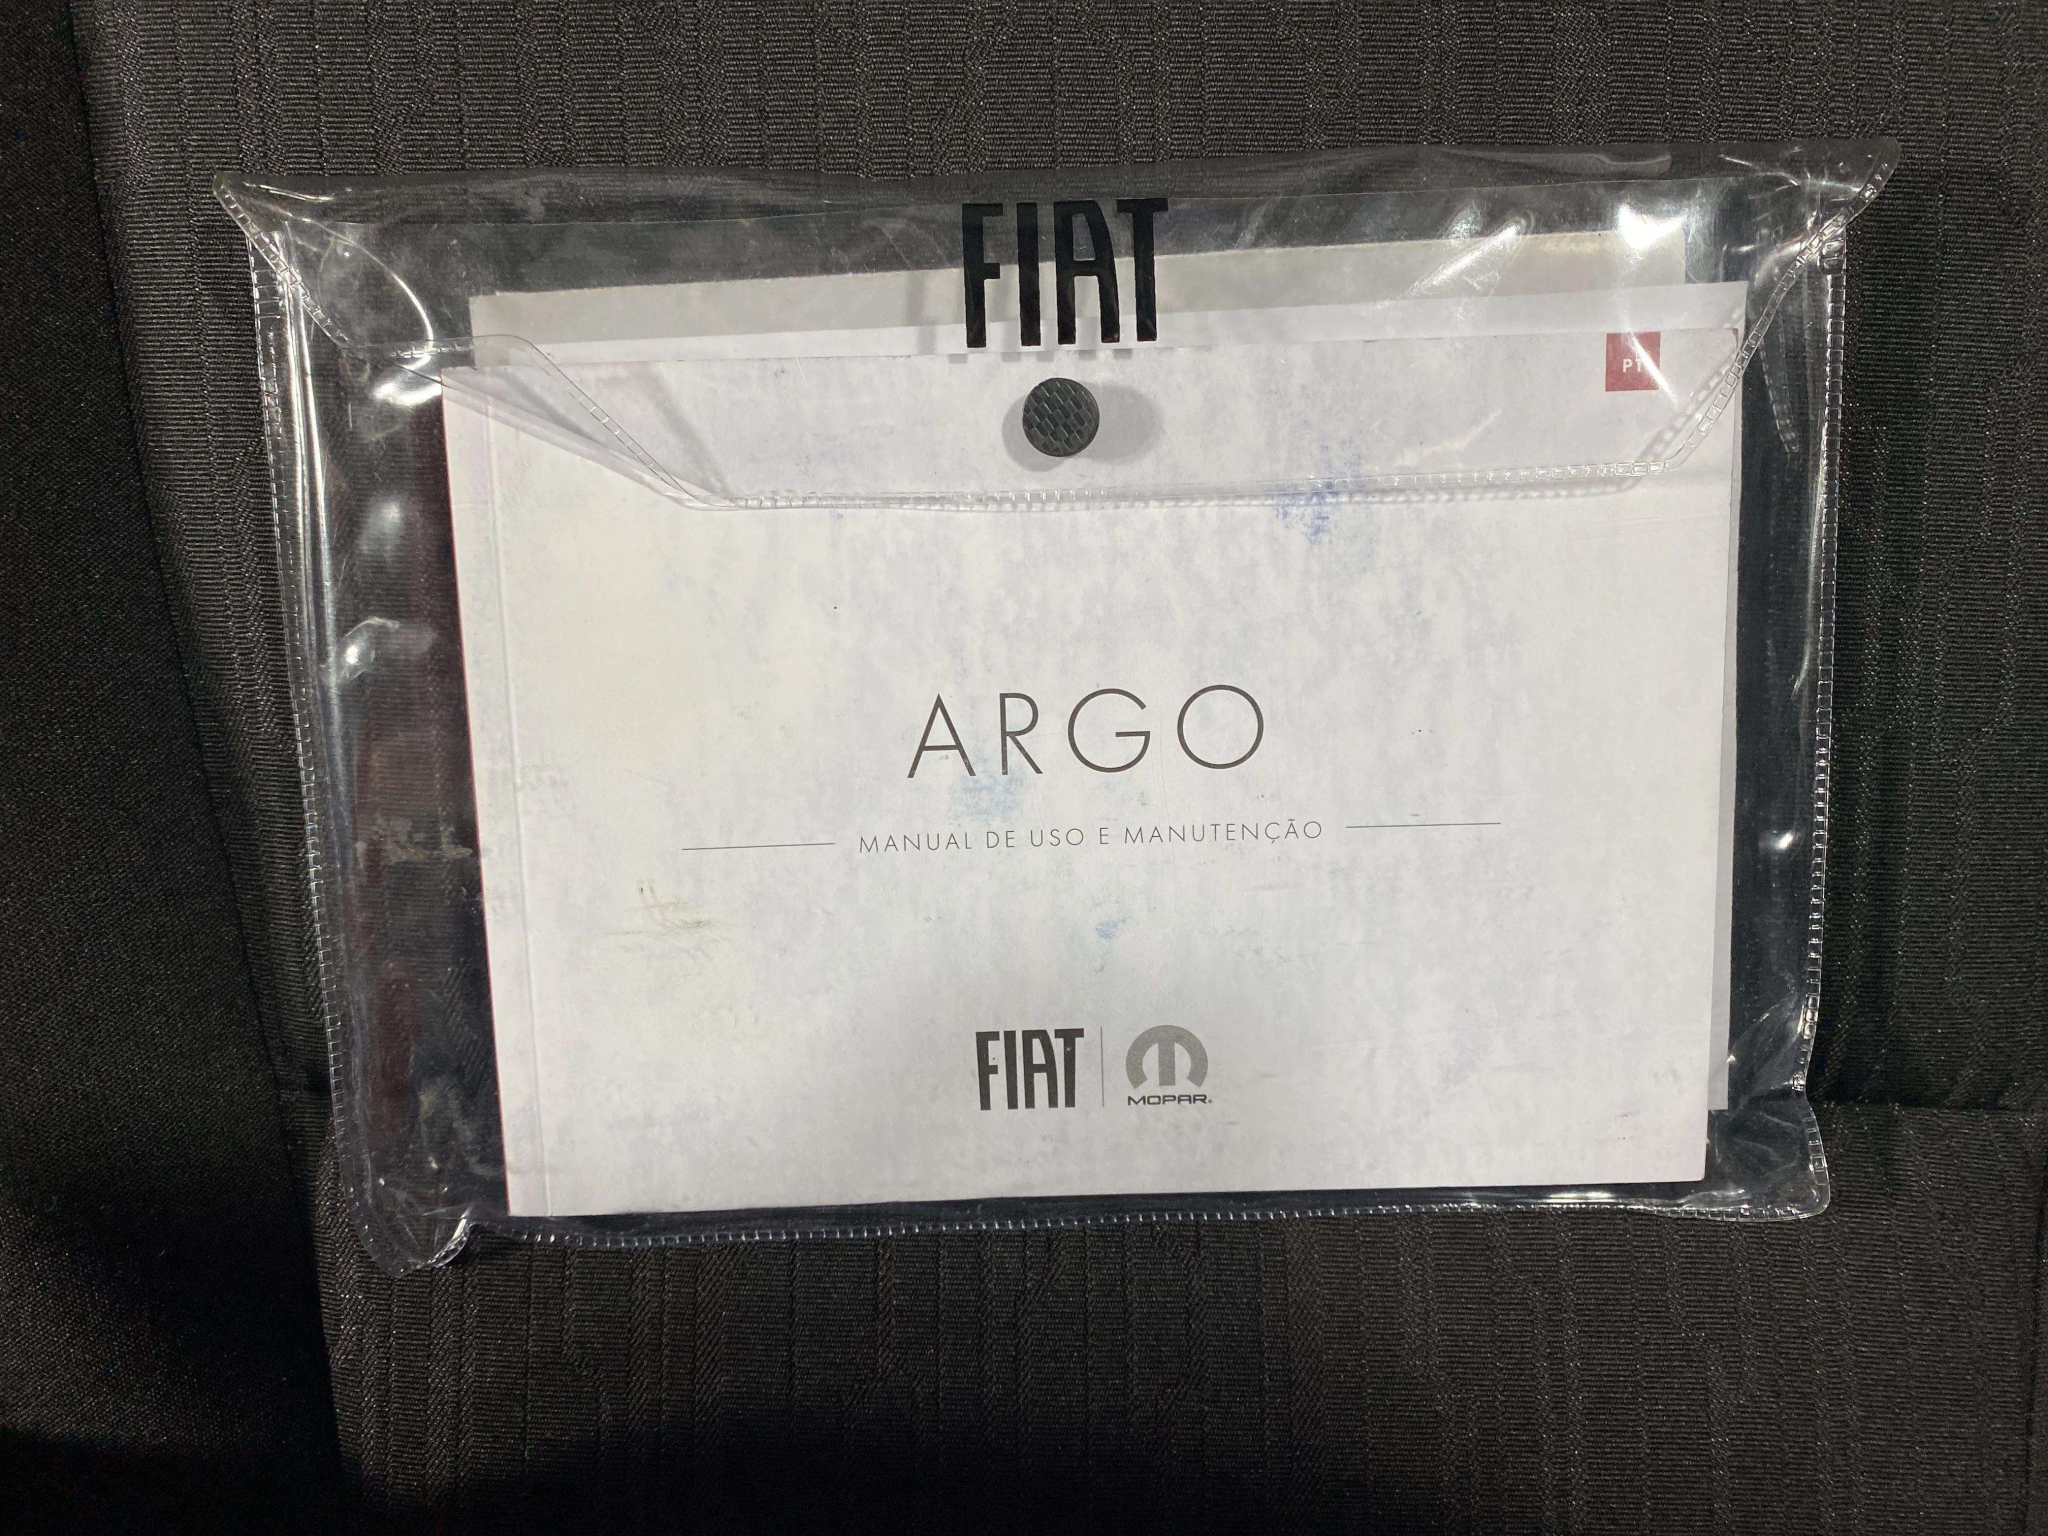 FIAT
PT
ARGO
MANUAL DE USO E MANUTENÇÃO
FIAT
MOPAR®